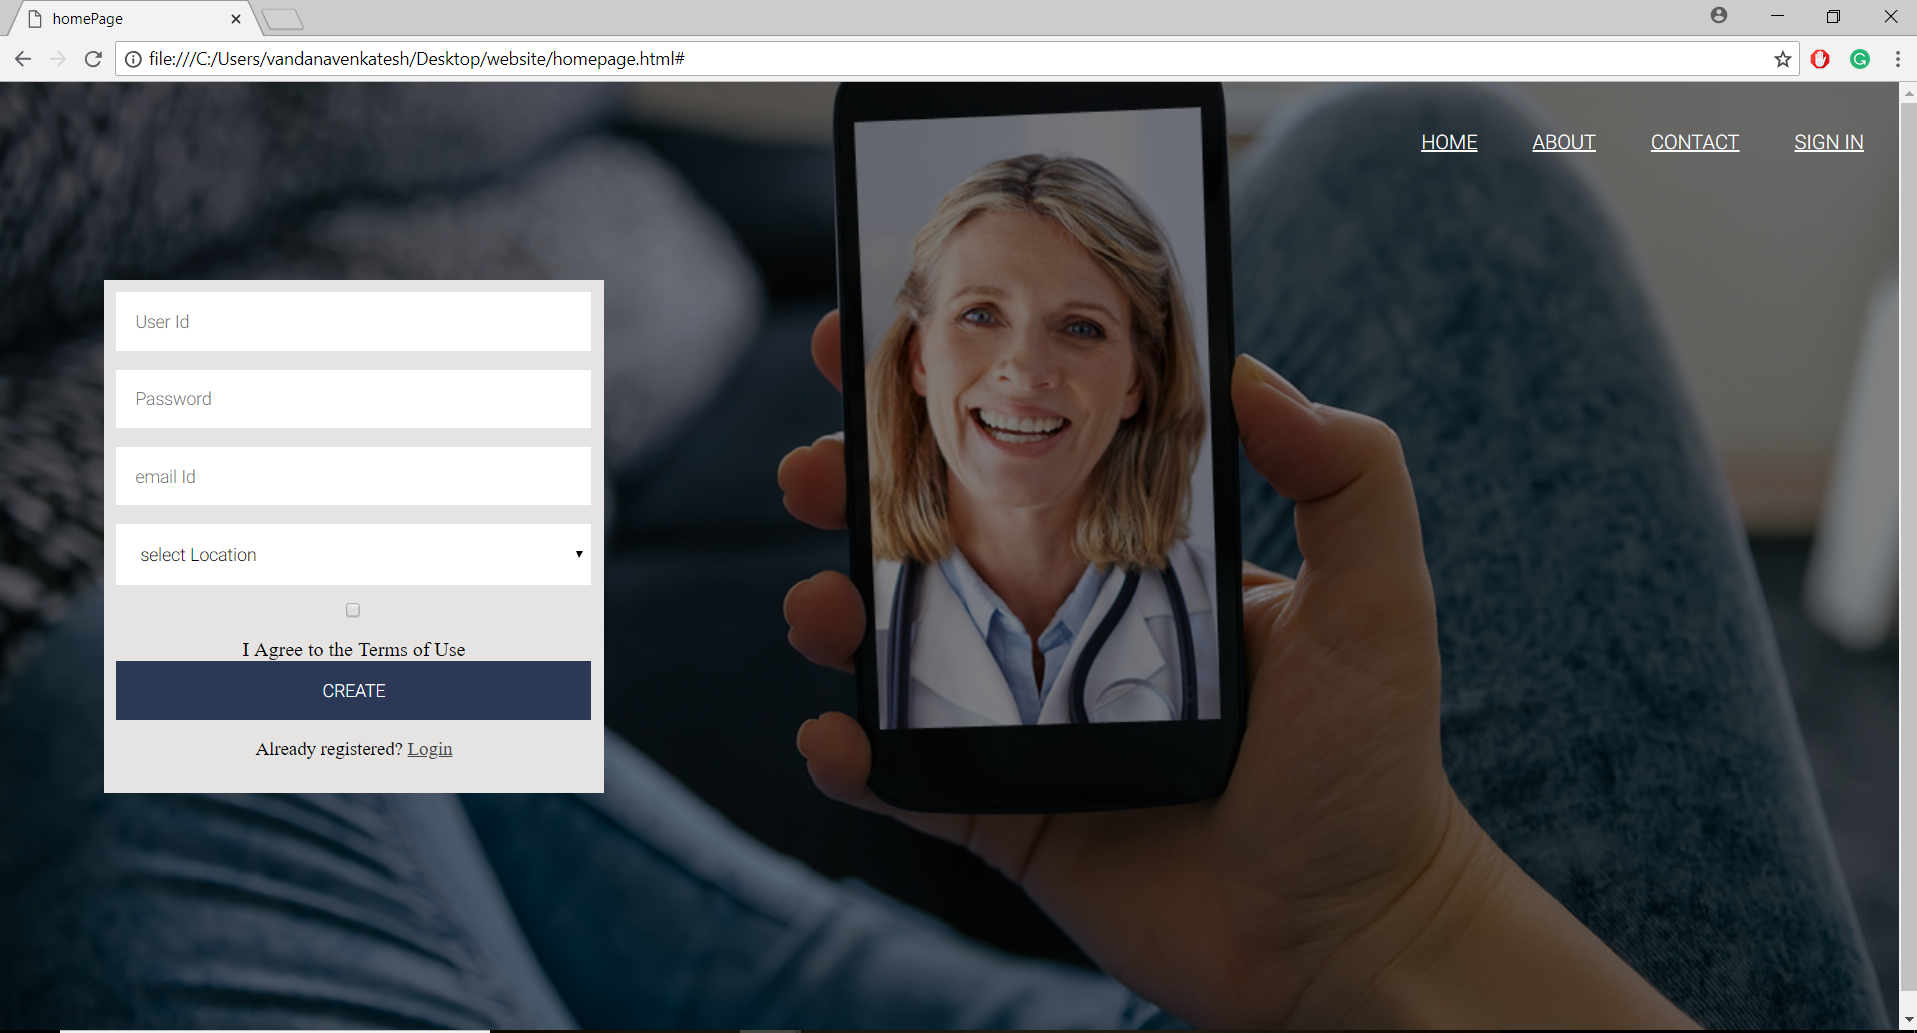 homePage
file:///C:/Users/vandanavenkatesh/Desktop/website/homepage.html#
HOME ABOUT CONTACT SIGN IN
User Id
Password
email Id
select Location
I Agree to the Terms of Use
CREATE
Already registered? Login